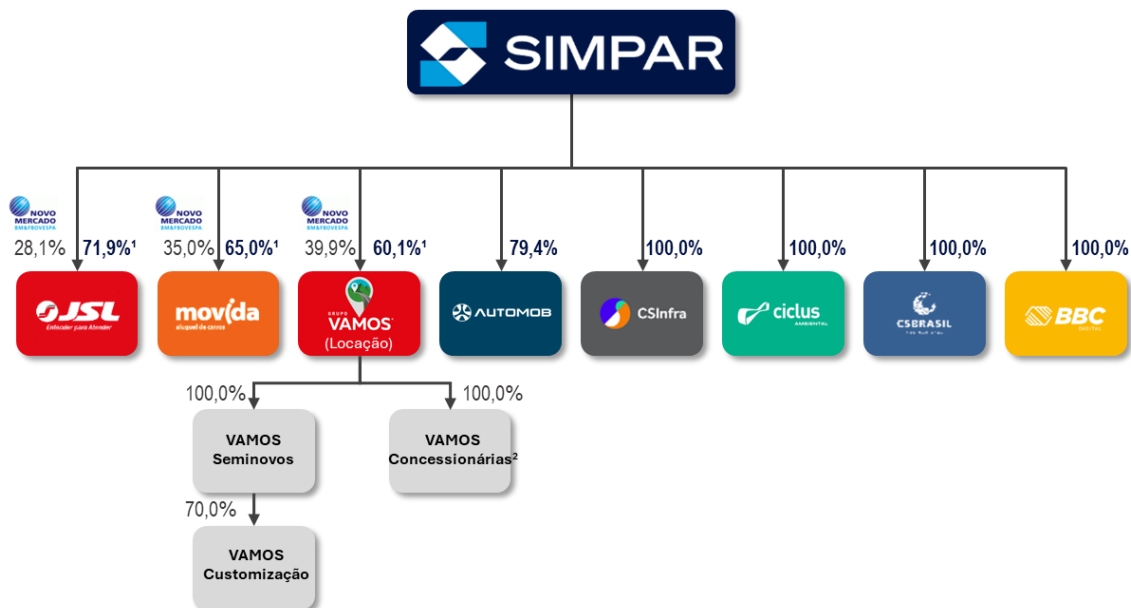 SIMPAR
NOVO
MERCADO
BM&FBOVESPA
NOVO
MERCADO
BM&FBOVESPA
NOVO
MERCADO
BM&FBOVESPA
28,1% 71,9%¹ 35,0% 65,0%¹ 39,9% 60,1%¹ 79,4% 100,0% 100,0% 100,0% 100,0%
JSL
Entender para Atender
movida
aluguel de carros
GRUPO
VAMOS
(Locação)
AUTOMOB
CSInfra
ciclus
AMBIENTAL
CSBRASIL
BBC
DIGITAL
100,0% 100,0%
VAMOS
Seminovos
VAMOS
Concessionárias²
70,0%
VAMOS
Customização